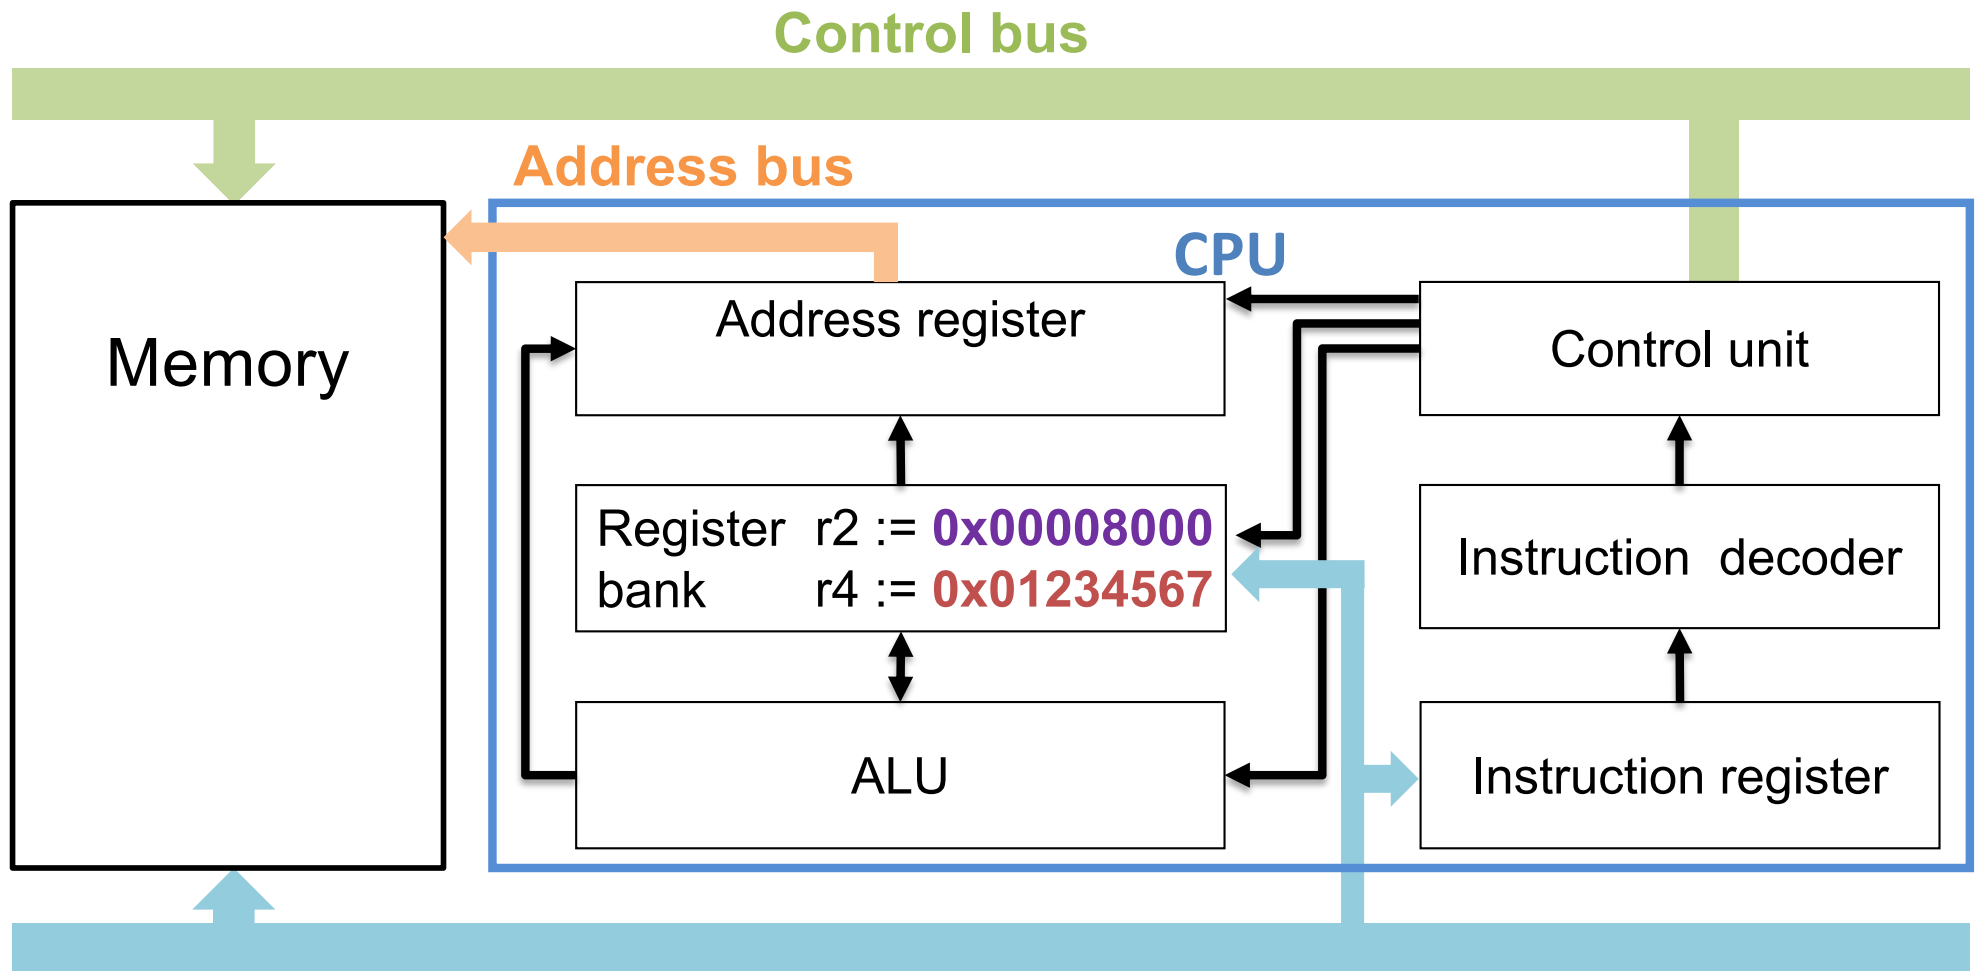 Control bus
Address bus
CPU
Memory
Address register
Control unit
Register r2 := 0x00008000
bank r4 := 0x01234567
Instruction decoder
ALU
Instruction register